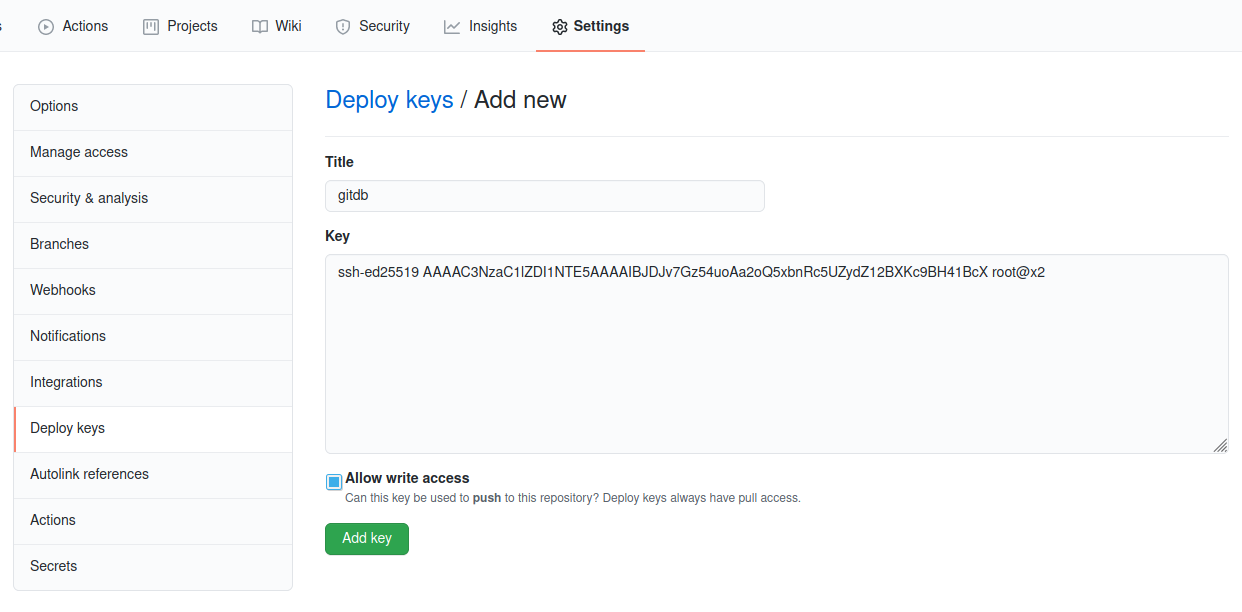 Actions Projects Wiki Security Insights Settings
Options
Manage access
Security & analysis
Branches
Webhooks
Notifications
Integrations
Deploy keys
Autolink references
Actions
Secrets
Deploy keys / Add new
Title
gitdb
Key
ssh-ed25519 AAAAC3NzaC1lZDI1NTE5AAAAIBJDJv7Gz54uoAa2oQ5xbnRc5UZydZ12BXKc9BH41BcX root@x2
Allow write access
Can this key be used to push to this repository? Deploy keys always have pull access.
Add key